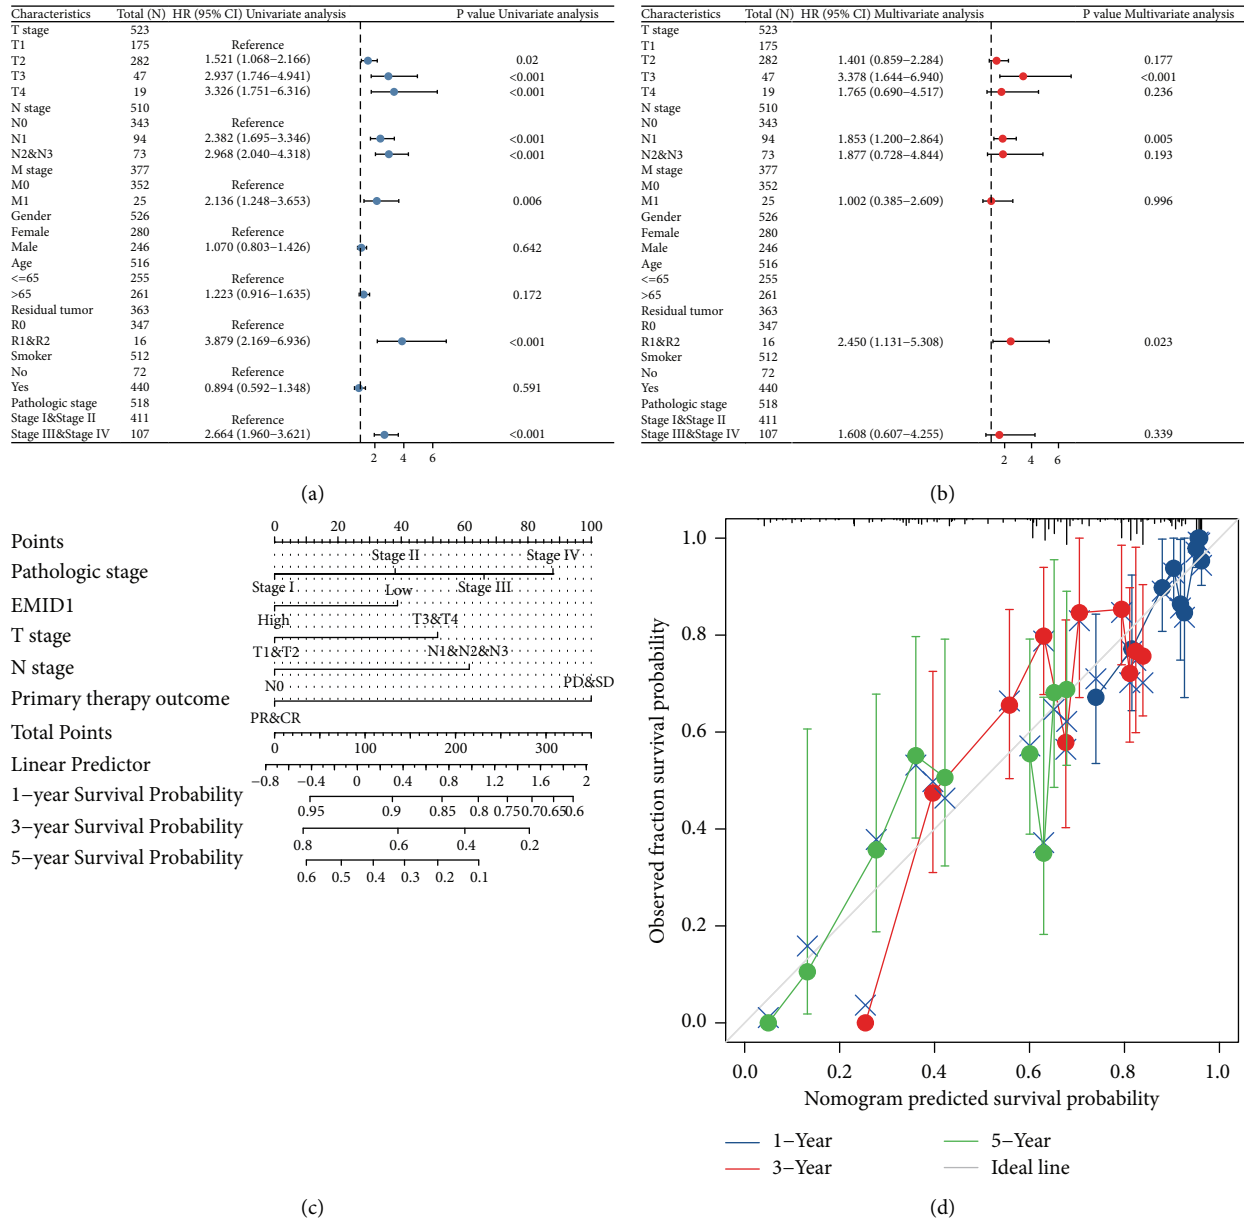 Characteristics Total (N) HR (95% CI) Univariate analysis P value Univariate analysis
T stage 523
T1 175 Reference
T2 282 1.521 (1.068−2.166) 0.02
T3 47 2.937 (1.746−4.941) <0.001
T4 19 3.326 (1.751−6.316) <0.001
N stage 510
N0 343 Reference
N1 94 2.382 (1.695−3.346) <0.001
N2&N3 73 2.968 (2.040−4.318) <0.001
M stage 377
M0 352 Reference
M1 25 2.136 (1.248−3.653) 0.006
Gender 526
Female 280 Reference
Male 246 1.070 (0.803−1.426) 0.642
Age 516
<=65 255 Reference
>65 261 1.223 (0.916−1.635) 0.172
Residual tumor 363
R0 347 Reference
R1&R2 16 3.879 (2.169−6.936) <0.001
Smoker 512
No 72 Reference
Yes 440 0.894 (0.592−1.348) 0.591
Pathologic stage 518
Stage I&Stage II 411 Reference
Stage III&Stage IV 107 2.664 (1.960−3.621) <0.001
2 4 6
(a)
Characteristics Total (N) HR (95% CI) Multivariate analysis P value Multivariate analysis
T stage 523
T1 175
T2 282 1.401 (0.859−2.284) 0.177
T3 47 3.378 (1.644−6.940) <0.001
T4 19 1.765 (0.690−4.517) 0.236
N stage 510
N0 343
N1 94 1.853 (1.200−2.864) 0.005
N2&N3 73 1.877 (0.728−4.844) 0.193
M stage 377
M0 352
M1 25 1.002 (0.385−2.609) 0.996
Gender 526
Female 280
Male 246
Age 516
<=65 255
>65 261
Residual tumor 363
R0 347
R1&R2 16 2.450 (1.131−5.308) 0.023
Smoker 512
No 72
Yes 440
Pathologic stage 518
Stage I&Stage II 411
Stage III&Stage IV 107 1.608 (0.607−4.255) 0.339
2 4 6
(b)
0 20 40 60 80 100
Points
Stage II Stage IV
Pathologic stage
Stage I Stage III
Low
EMID1
High T3&T4
T stage
T1&T2 N1&N2&N3
N stage
N0 PD&SD
Primary therapy outcome
PR&CR
Total Points
0 100 200 300
Linear Predictor
−0.8 −0.4 0 0.4 0.8 1.2 1.6 2
1−year Survival Probability
0.95 0.9 0.85 0.8 0.75 0.70 0.65 0.6
3−year Survival Probability
0.8 0.6 0.4 0.2
5−year Survival Probability
0.6 0.5 0.4 0.3 0.2 0.1
(c)
Observed fraction survival probability
1.0
0.8
0.6
0.4
0.2
0.0
0.0 0.2 0.4 0.6 0.8 1.0
Nomogram predicted survival probability
1−Year 5−Year
3−Year Ideal line
(d)